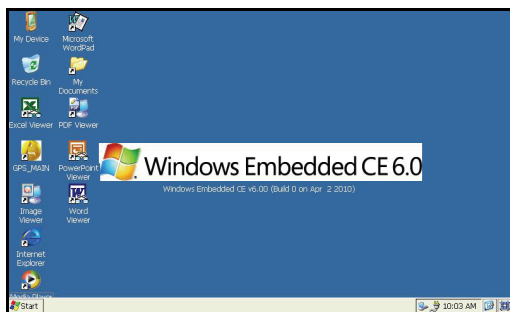 My Device
Microsoft
WordPad
Recycle Bin
My
Documents
Excel Viewer
PDF Viewer
GPS_MAIN
PowerPoint
Viewer
Windows Embedded CE 6.0
Windows Embedded CE v6.00 (Build 0 on Apr 2 2010)
Image
Viewer
Word
Viewer
Internet
Explorer
Media Player
Start
10:03 AM